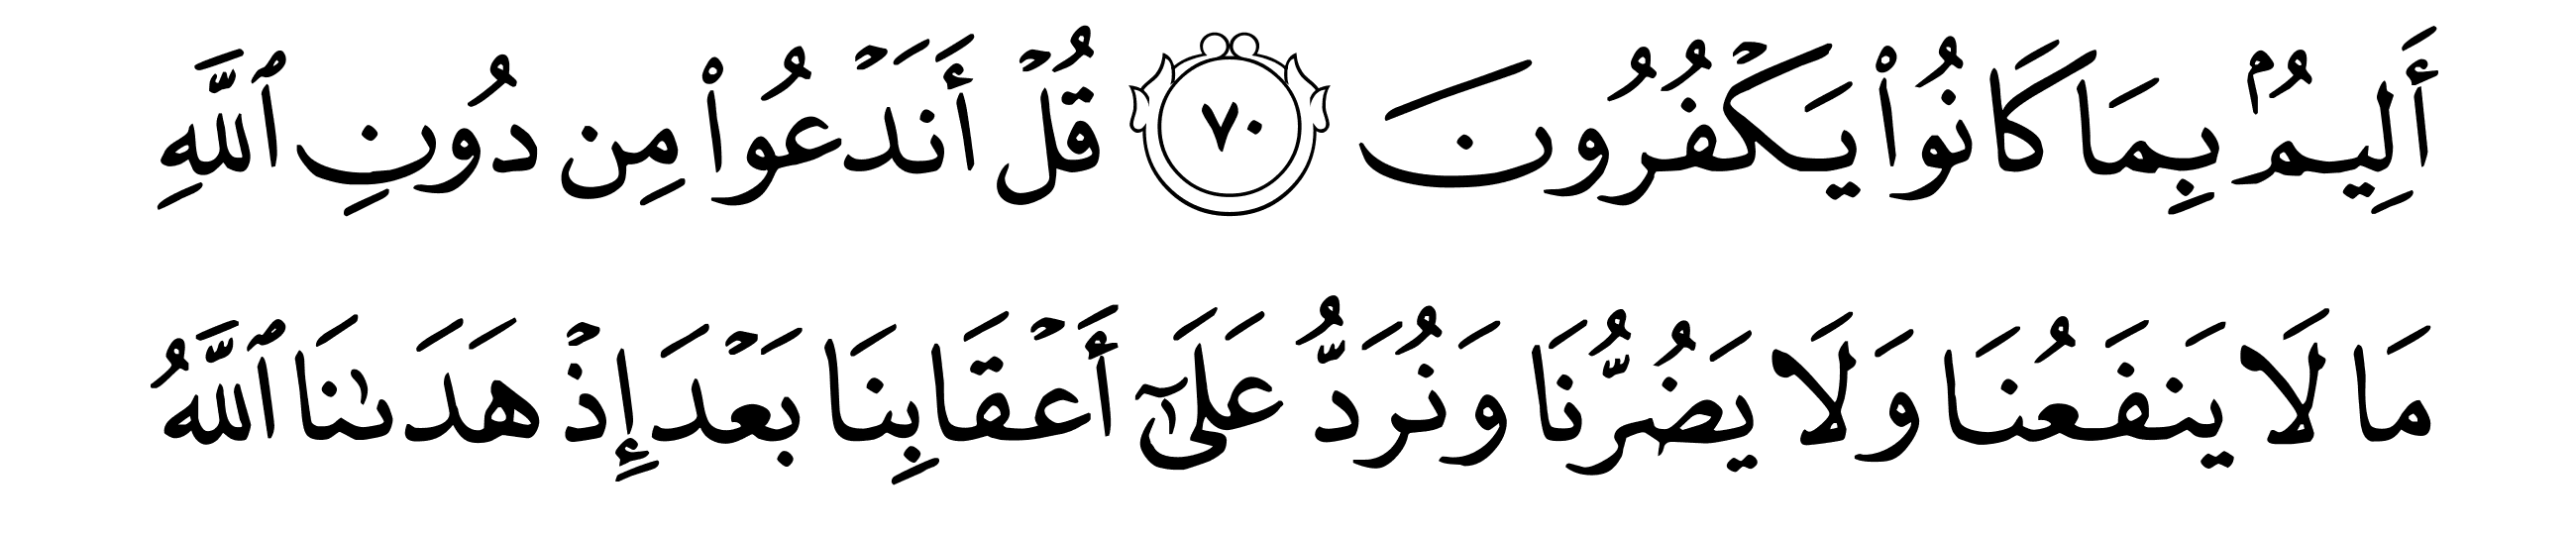 أَلِيمُۢ بِمَا كَانُوا۟ يَكْفُرُونَ ٧٠ قُلْ أَنَدْعُوا۟ مِن دُونِ ٱللَّهِ
مَا لَا يَنفَعُنَا وَلَا يَضُرُّنَا وَنُرَدُّ عَلَىٰٓ أَعْقَابِنَا بَعْدَ إِذْ هَدَىٰنَا ٱللَّهُ